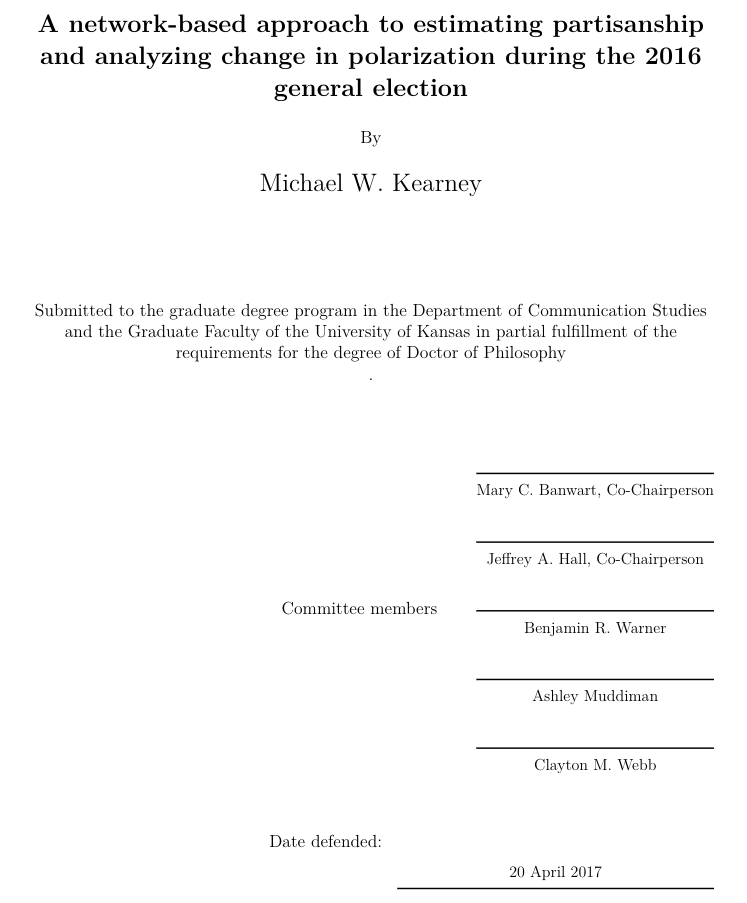 A network-based approach to estimating partisanship
and analyzing change in polarization during the 2016
general election
By
Michael W. Kearney
Submitted to the graduate degree program in the Department of Communication Studies
and the Graduate Faculty of the University of Kansas in partial fulfillment of the
requirements for the degree of Doctor of Philosophy
.
Mary C. Banwart, Co-Chairperson
Jeffrey A. Hall, Co-Chairperson
Committee members
Benjamin R. Warner
Ashley Muddiman
Clayton M. Webb
Date defended:
20 April 2017